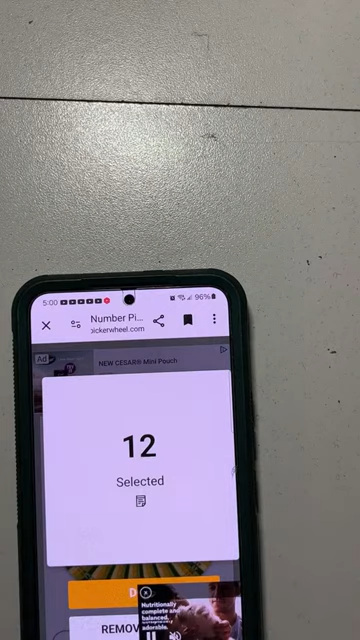 5:00
96%
Number Pi...
pickerwheel.com
Ad
NEW CESAR® Mini Pouch
12
Selected
D
REMOV
Nutritionally
complete and
balanced.
adorable.